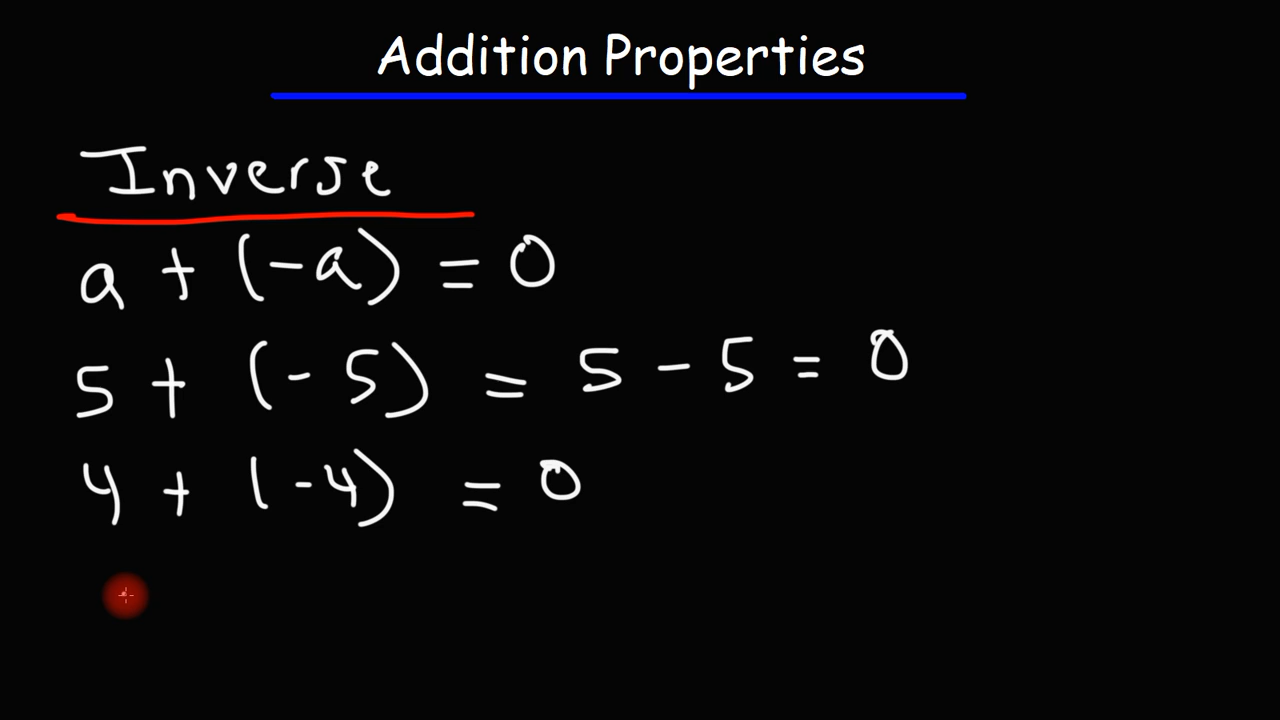 Addition Properties
Inverse
a + (-a) = 0
5 + (-5) = 5 - 5 = 0
4 + (-4) = 0